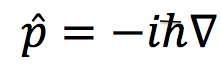 p̂ = −iℏ∇